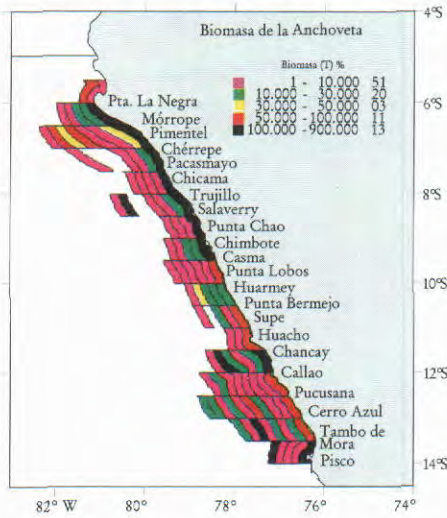 4°S
Biomasa de la Anchoveta
Biomasa (T) %
1 - 10.000 51
10.000 - 30.000 20
30.000 - 50.000 03
50.000 -100.000 11
100.000 -900.000 13
6°S
Pta. La Negra
Mórrope
Pimentel
Chérrepe
Pacasmayo
Chicama
8°S
Trujillo
Salaverry
Punta Chao
Chimbote
Casma
10°S
Punta Lobos
Huarmey
Punta Bermejo
Supe
Huacho
Chancay
12°S
Callao
Pucusana
Cerro Azul
Tambo de
Mora
Pisco
14°S
82° W
80°
78°
76°
74°